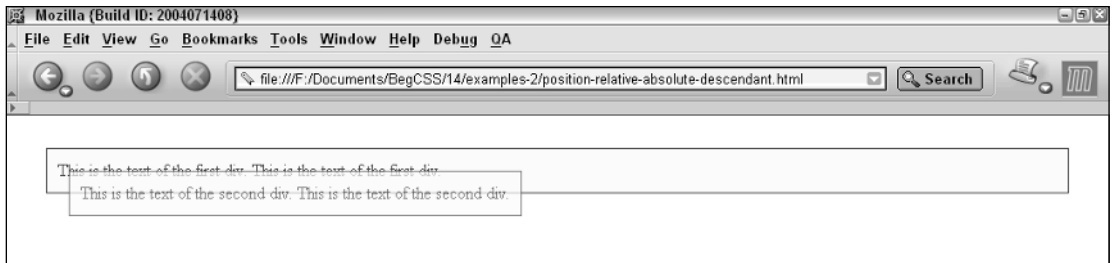 Mozilla {Build ID: 2004071408}
File Edit View Go Bookmarks Tools Window Help Debug QA
file:///F:/Documents/BegCSS/14/examples-2/position-relative-absolute-descendant.html Search
This is the text of the first div. This is the text of the first div.
This is the text of the second div. This is the text of the second div.